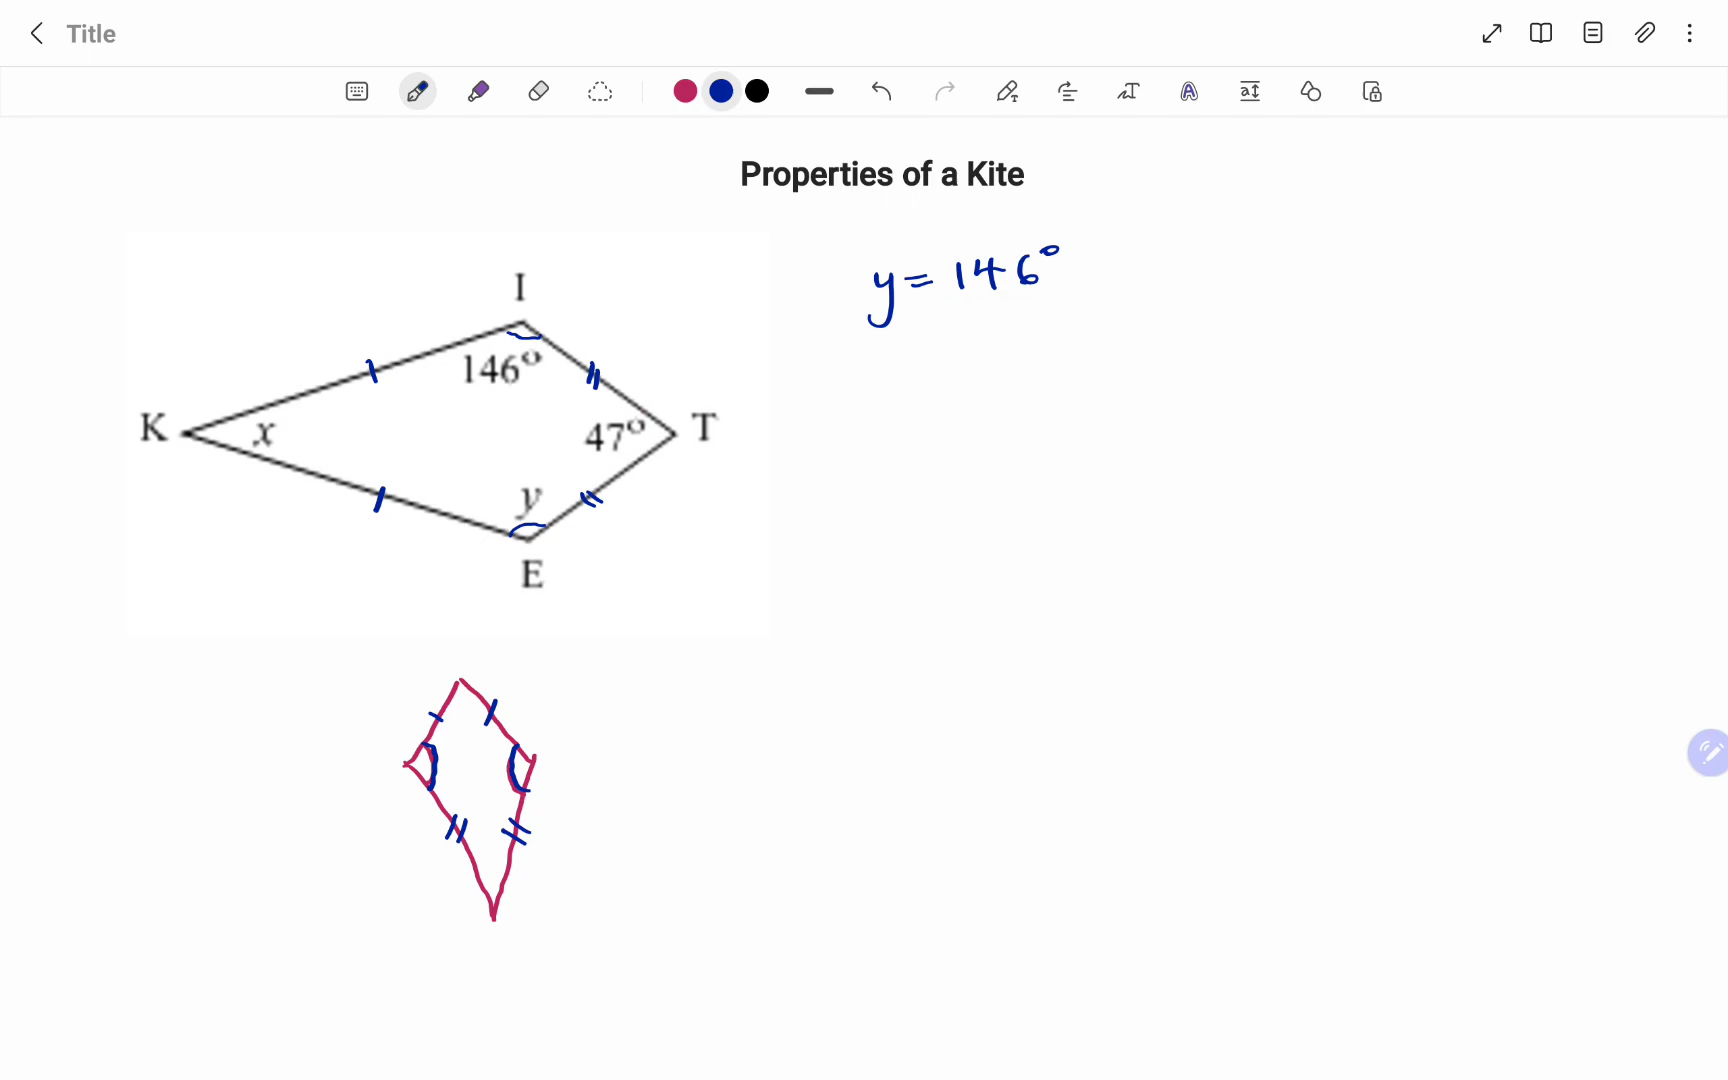 Title
Properties of a Kite
y = 146°
I
146°
K
x
47°
T
y
E